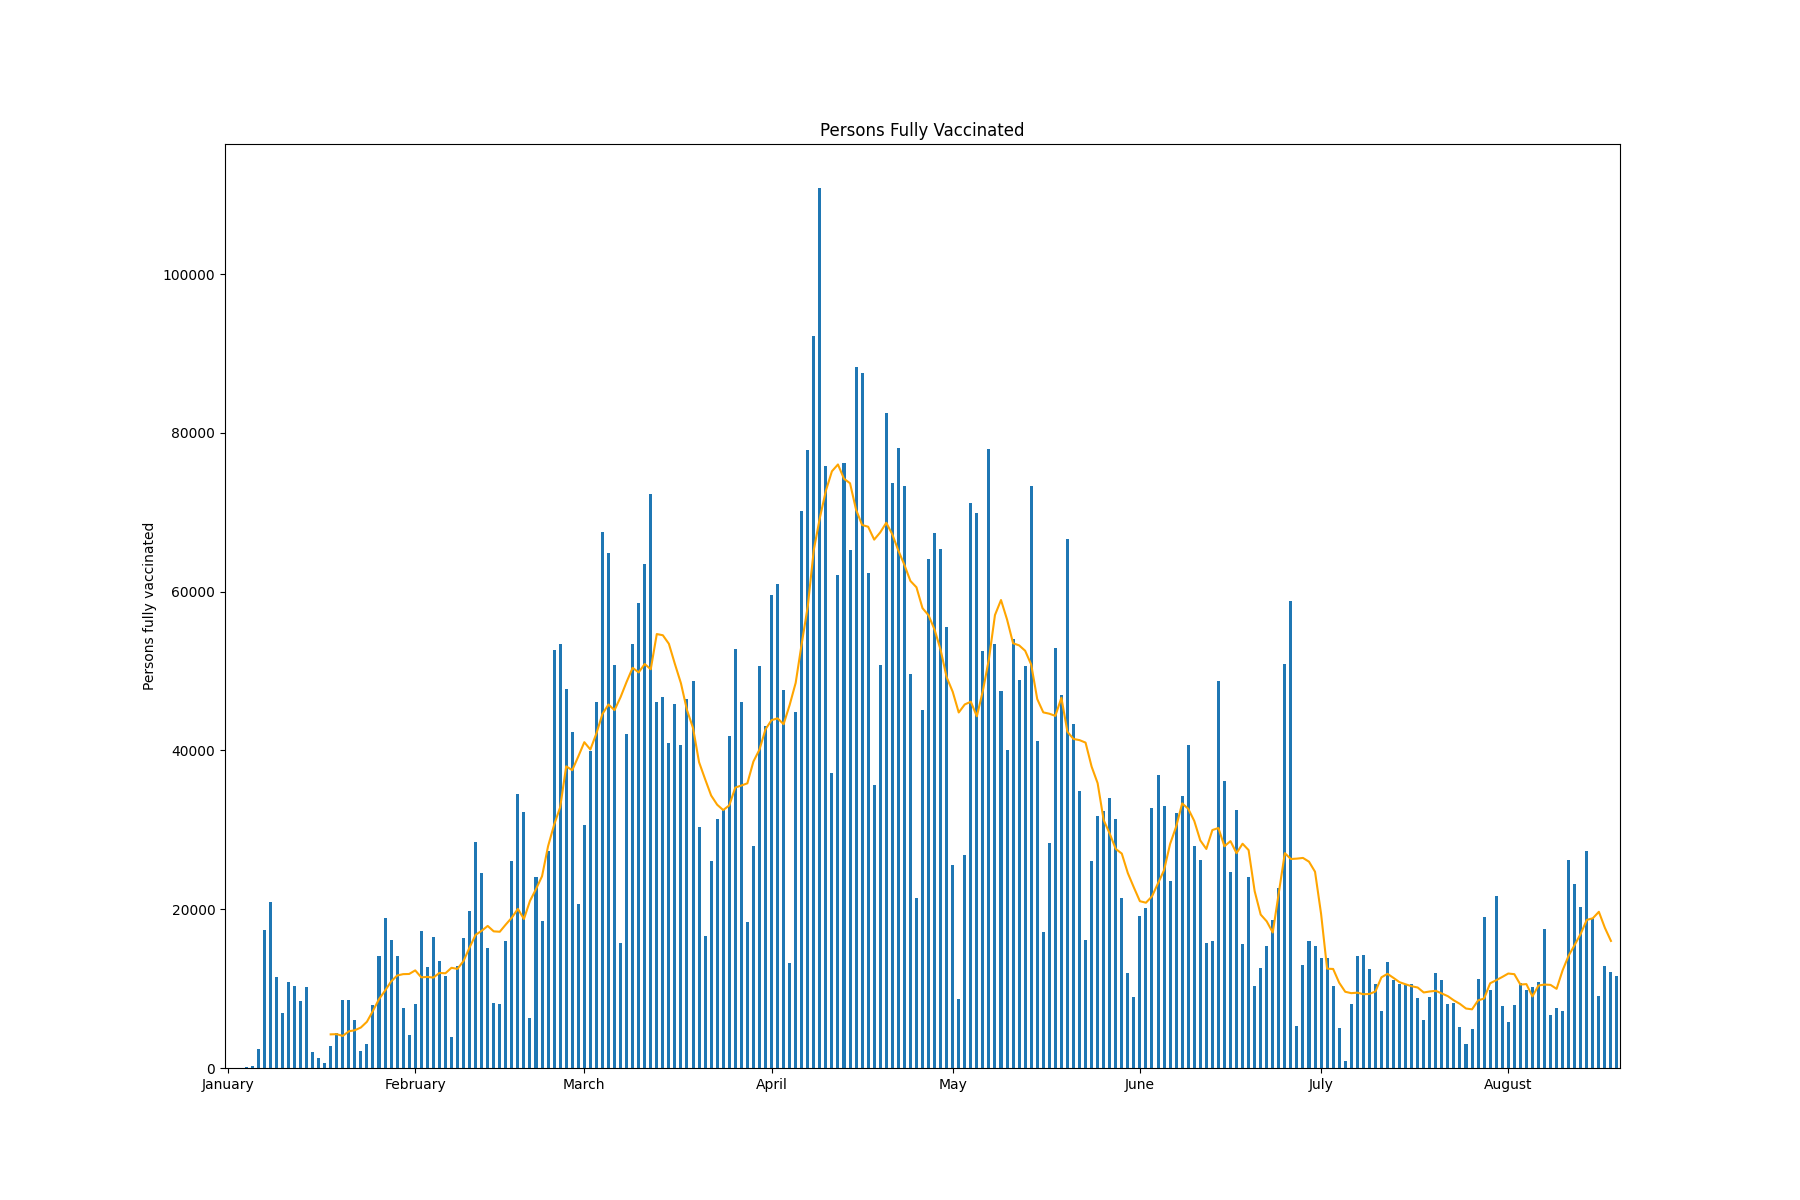 Persons Fully Vaccinated
Persons fully vaccinated
100000
80000
60000
40000
20000
0
January February March April May June July August